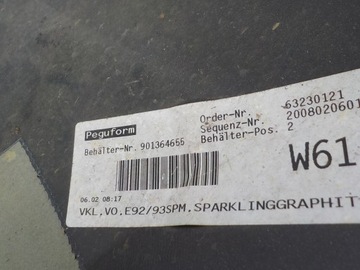 Peguform
Order-Nr. 63230121
Sequenz-Nr. 2008020601
Behälter-Nr. 901364666
Behälter-Pos. 2
W61
06.02 08:17
VKL.VO.E92/93SPM.SPARKLINGGRAPHIT